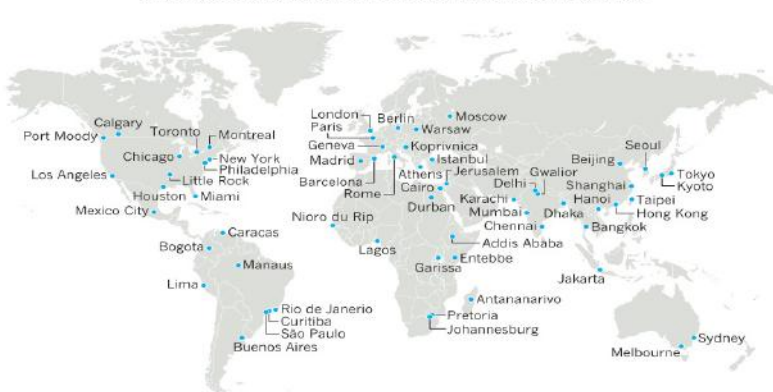 London
Berlin
Moscow
Calgary
Paris
Warsaw
Port Moody
Toronto
Montreal
Geneva
Koprivnica
Seoul
Chicago
New York
Madrid
Istanbul
Beijing
Philadelphia
Athens
Jerusalem
Gwalior
Los Angeles
Little Rock
Barcelona
Cairo
Delhi
Shanghai
Tokyo
Houston
Miami
Rome
Durban
Karachi
Hanoi
Kyoto
Mexico City
Mumbai
Dhaka
Taipei
Nioro du Rip
Hong Kong
Caracas
Chennai
Bangkok
Bogota
Lagos
Addis Ababa
Manaus
Garissa
Entebbe
Lima
Jakarta
Antananarivo
Rio de Janerio
Pretoria
Curitiba
Johannesburg
São Paulo
Buenos Aires
Sydney
Melbourne